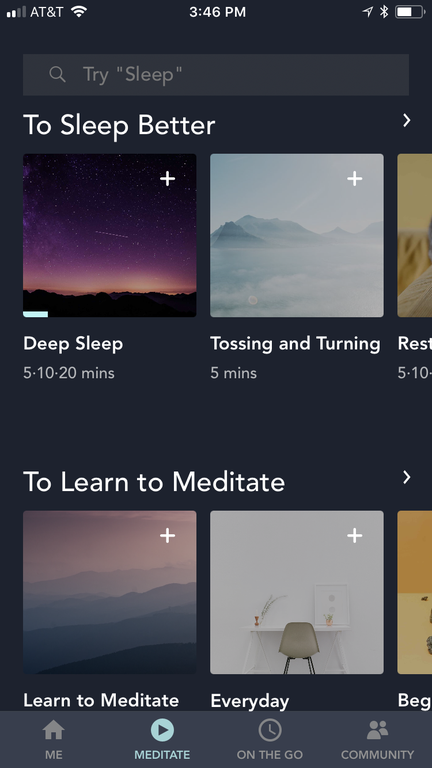 AT&T 3:46 PM
Try "Sleep"
To Sleep Better
Deep Sleep
5·10·20 mins
Tossing and Turning
5 mins
Rest
5·10·
To Learn to Meditate
Learn to Meditate
Everyday
Beg
ME
MEDITATE
ON THE GO
COMMUNITY